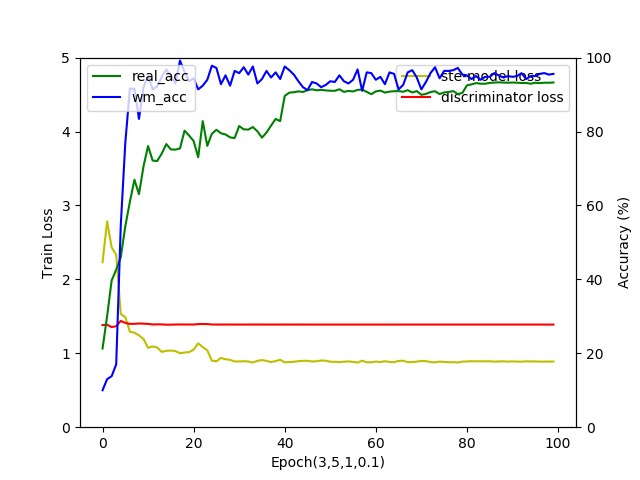 real_acc
wm_acc
ste model loss
discriminator loss
5
4
3
2
1
0
Train Loss
100
80
60
40
20
0
Accuracy (%)
0 20 40 60 80 100
Epoch(3,5,1,0.1)